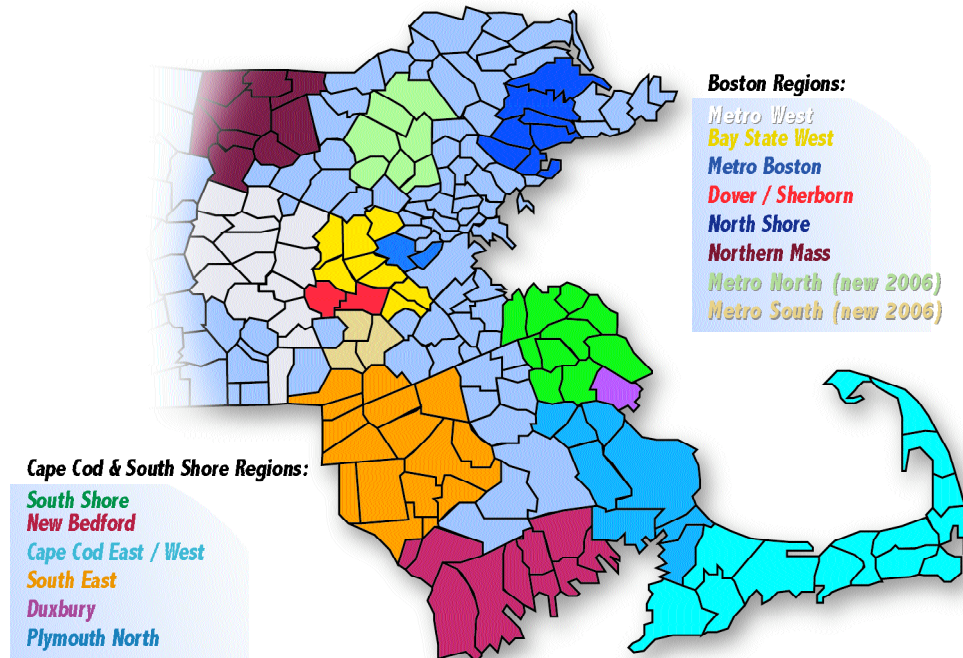 Boston Regions:
Metro West
Bay State West
Metro Boston
Dover / Sherborn
North Shore
Northern Mass
Metro North (new 2006)
Metro South (new 2006)
Cape Cod & South Shore Regions:
South Shore
New Bedford
Cape Cod East / West
South East
Duxbury
Plymouth North